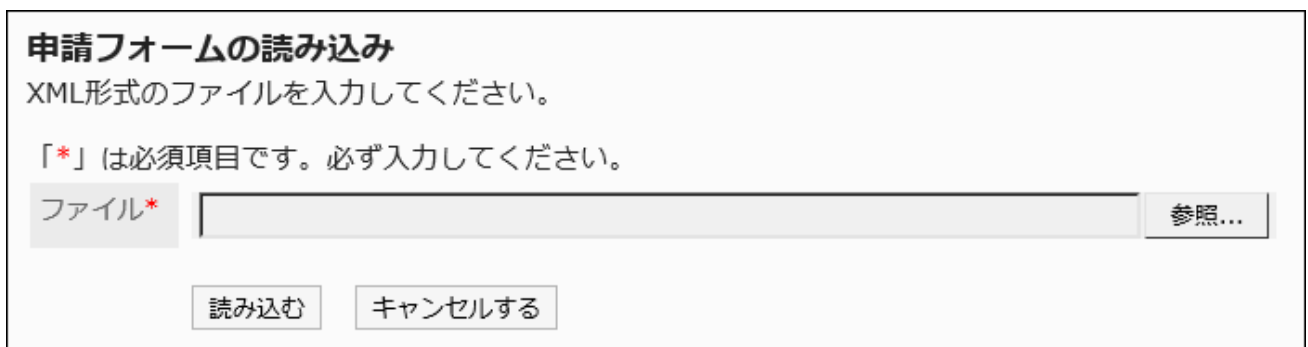 申請フォームの読み込み
XML形式のファイルを入力してください。
「*」は必須項目です。必ず入力してください。
ファイル* 参照...
読み込む キャンセルする